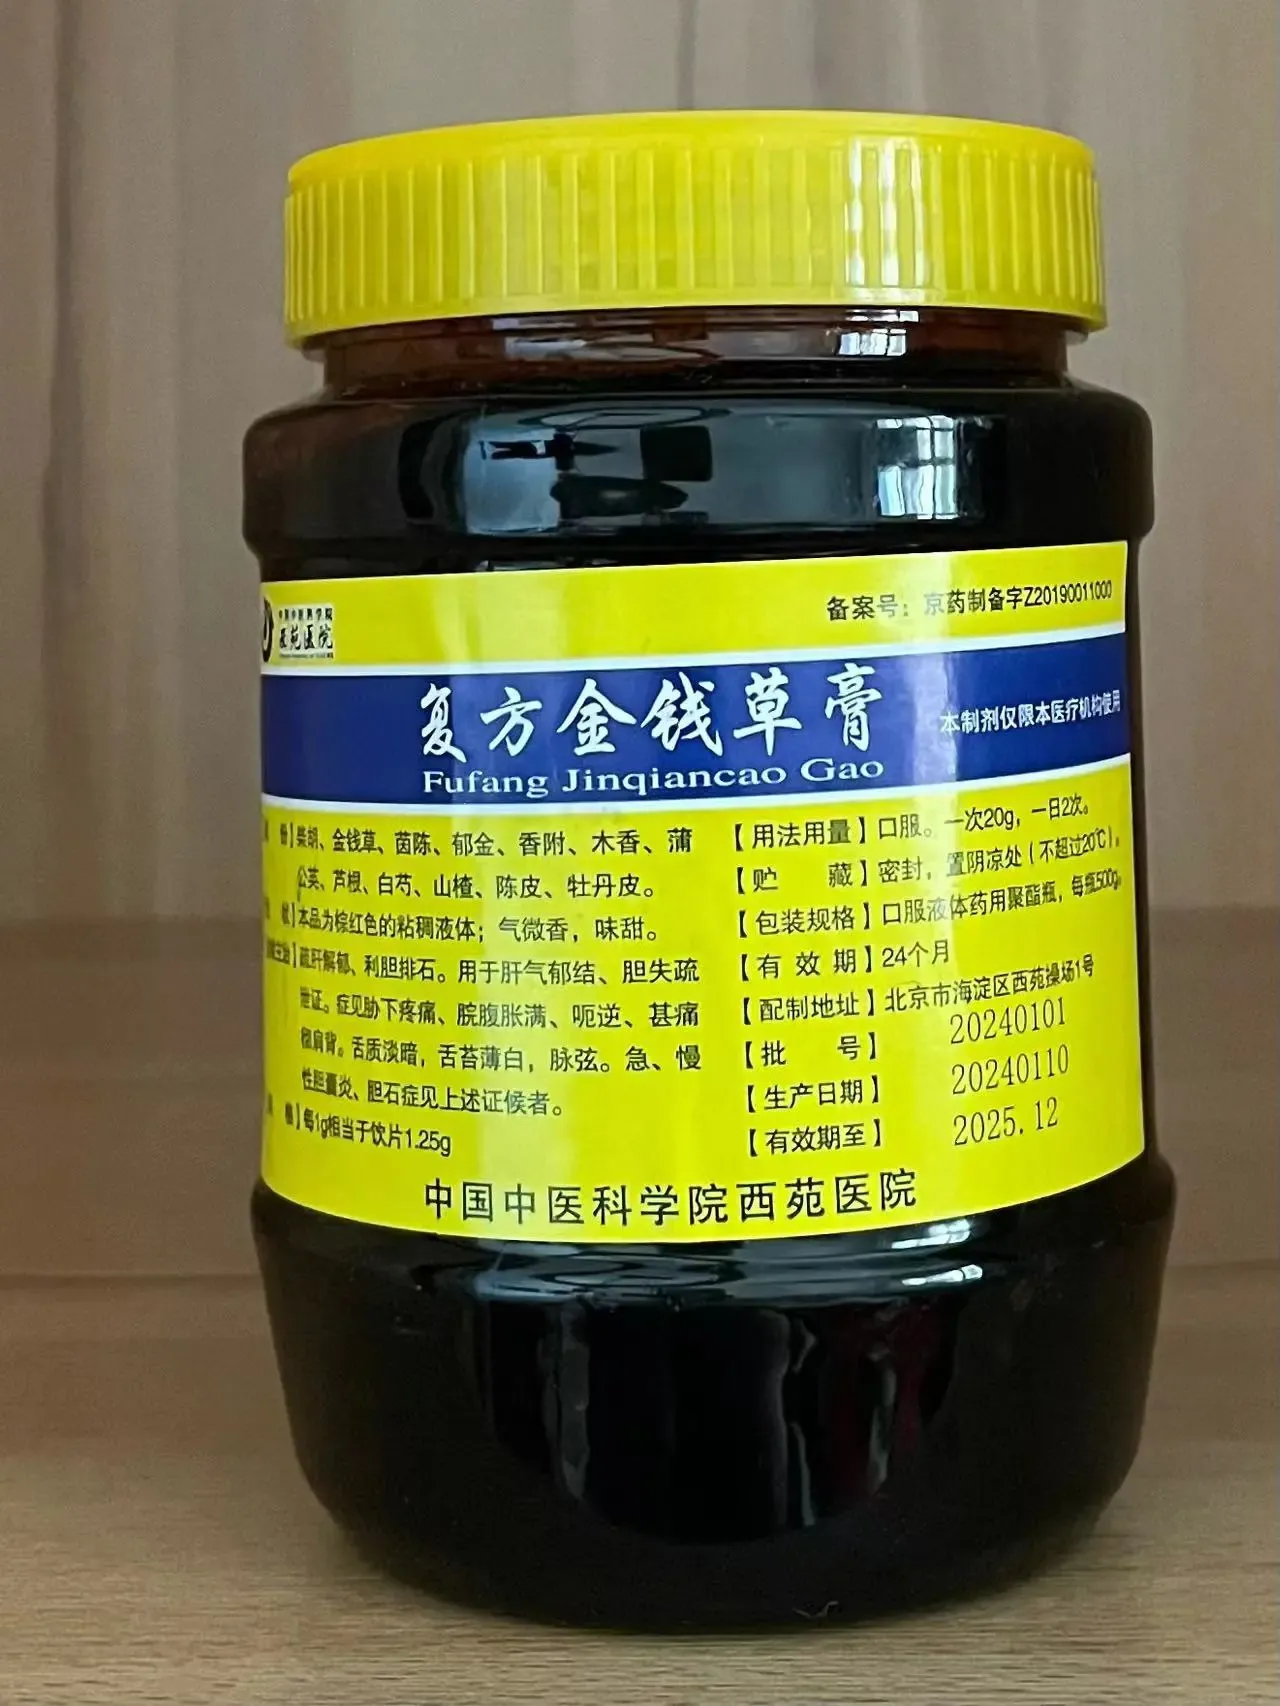 中国中医科学院
西苑医院
备案号：京药制备字Z20190011000
复方金钱草膏
本制剂仅限本医疗机构使用
Fufang Jinqiancao Gao
份】柴胡、金钱草、茵陈、郁金、香附、木香、蒲
公英、芦根、白芍、山楂、陈皮、牡丹皮。
本品为棕红色的粘稠液体；气微香，味甜。
疏肝解郁、利胆排石。用于肝气郁结、胆失疏
泄证。症见胁下疼痛、脘腹胀满、呃逆、甚痛
彻肩背。舌质淡暗，舌苔薄白，脉弦。急、慢
性胆囊炎、胆石症见上述证候者。
格】每1g相当于饮片1.25g
【用法用量】口服。一次20g，一日2次。
【贮 藏】密封，置阴凉处（不超过20℃）。
【包装规格】口服液体药用聚酯瓶，每瓶500g。
【有 效 期】24个月
【配制地址】北京市海淀区西苑操场1号
【批 号】 20240101
【生产日期】 20240110
【有效期至】 2025.12
中国中医科学院西苑医院